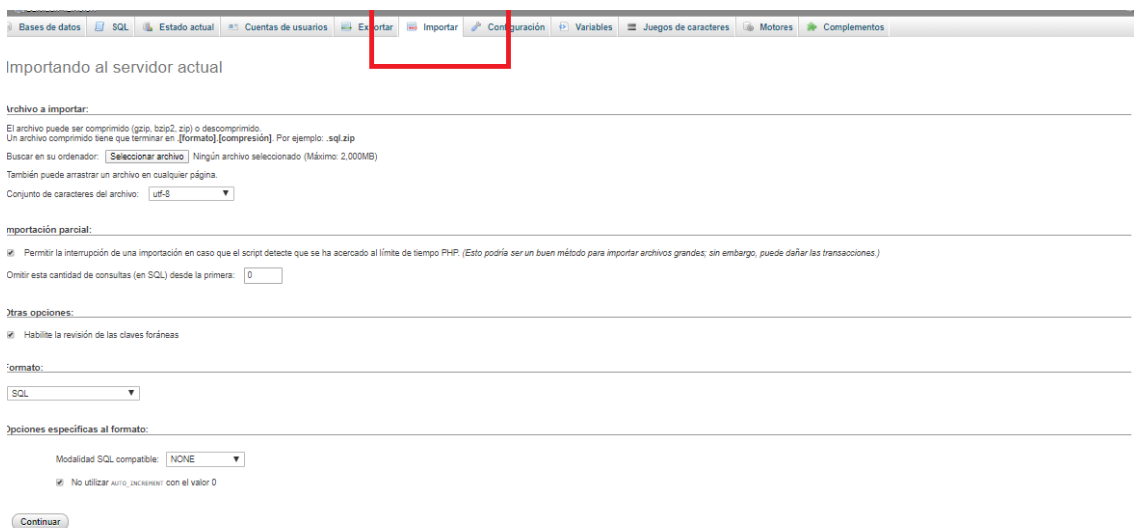 Bases de datos SQL Estado actual Cuentas de usuarios Exportar Importar Configuración Variables Juegos de caracteres Motores Complementos
Importando al servidor actual
Archivo a importar:
El archivo puede ser comprimido (gzip, bzip2, zip) o descomprimido.
Un archivo comprimido tiene que terminar en .[formato].[compresión]. Por ejemplo: .sql.zip
Buscar en su ordenador: Seleccionar archivo Ningún archivo seleccionado (Máximo: 2,000MB)
También puede arrastrar un archivo en cualquier página.
Conjunto de caracteres del archivo: utf-8
Importación parcial:
Permitir la interrupción de una importación en caso que el script detecte que se ha acercado al límite de tiempo PHP. (Esto podría ser un buen método para importar archivos grandes; sin embargo, puede dañar las transacciones.)
Omitir esta cantidad de consultas (en SQL) desde la primera: 0
Otras opciones:
Habilite la revisión de las claves foráneas
Formato:
SQL
Opciones específicas al formato:
Modalidad SQL compatible: NONE
No utilizar AUTO_INCREMENT con el valor 0
Continuar